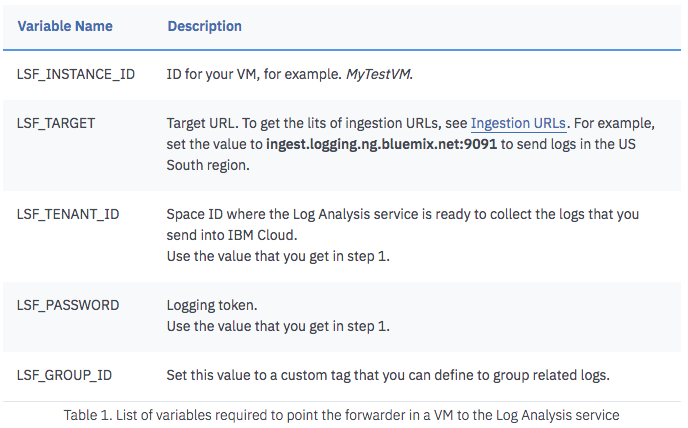 Variable Name Description
LSF_INSTANCE_ID ID for your VM, for example. MyTestVM.
LSF_TARGET Target URL. To get the lits of ingestion URLs, see Ingestion URLs. For example,
set the value to ingest.logging.ng.bluemix.net:9091 to send logs in the US
South region.
LSF_TENANT_ID Space ID where the Log Analysis service is ready to collect the logs that you
send into IBM Cloud.
Use the value that you get in step 1.
LSF_PASSWORD Logging token.
Use the value that you get in step 1.
LSF_GROUP_ID Set this value to a custom tag that you can define to group related logs.
Table 1. List of variables required to point the forwarder in a VM to the Log Analysis service